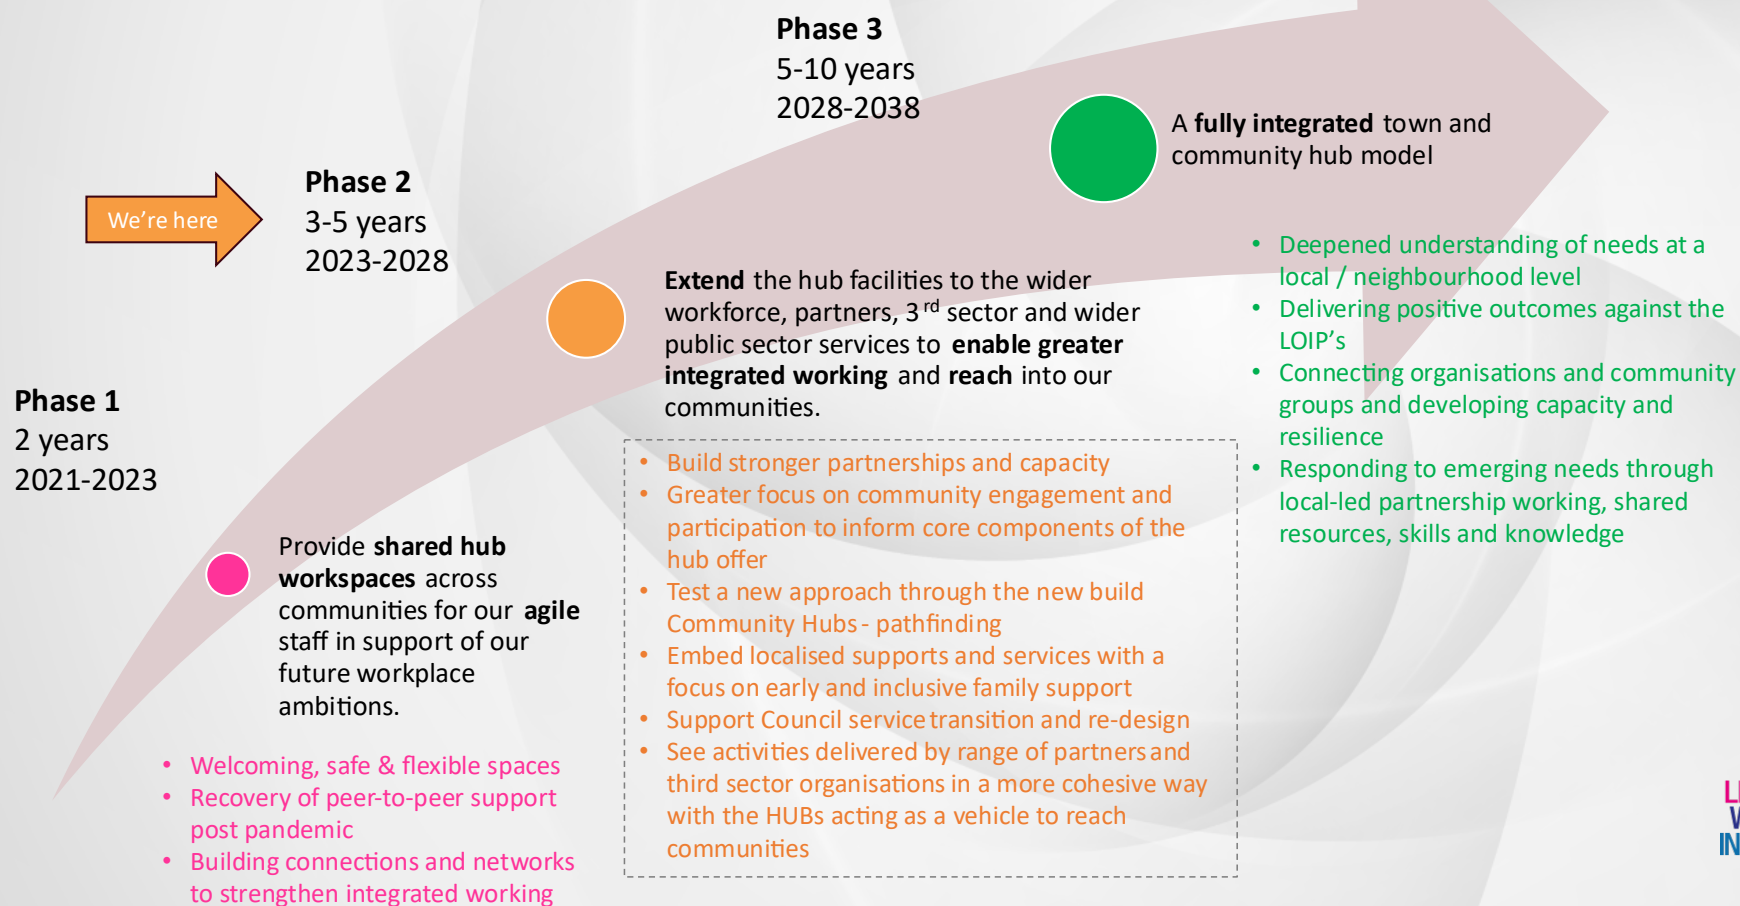 Phase 1
2 years
2021-2023
Provide shared hub
workspaces across
communities for our agile
staff in support of our
future workplace
ambitions.
• Welcoming, safe & flexible spaces
• Recovery of peer-to-peer support
post pandemic
• Building connections and networks
to strengthen integrated working
We're here
Phase 2
3-5 years
2023-2028
Extend the hub facilities to the wider
workforce, partners, 3rd sector and wider
public sector services to enable greater
integrated working and reach into our
communities.
• Build stronger partnerships and capacity
• Greater focus on community engagement and
participation to inform core components of the
hub offer
• Test a new approach through the new build
Community Hubs - pathfinding
• Embed localised supports and services with a
focus on early and inclusive family support
• Support Council service transition and re-design
• See activities delivered by range of partners and
third sector organisations in a more cohesive way
with the HUBs acting as a vehicle to reach
communities
Phase 3
5-10 years
2028-2038
A fully integrated town and
community hub model
• Deepened understanding of needs at a
local / neighbourhood level
• Delivering positive outcomes against the
LOIP's
• Connecting organisations and community
groups and developing capacity and
resilience
• Responding to emerging needs through
local-led partnership working, shared
resources, skills and knowledge